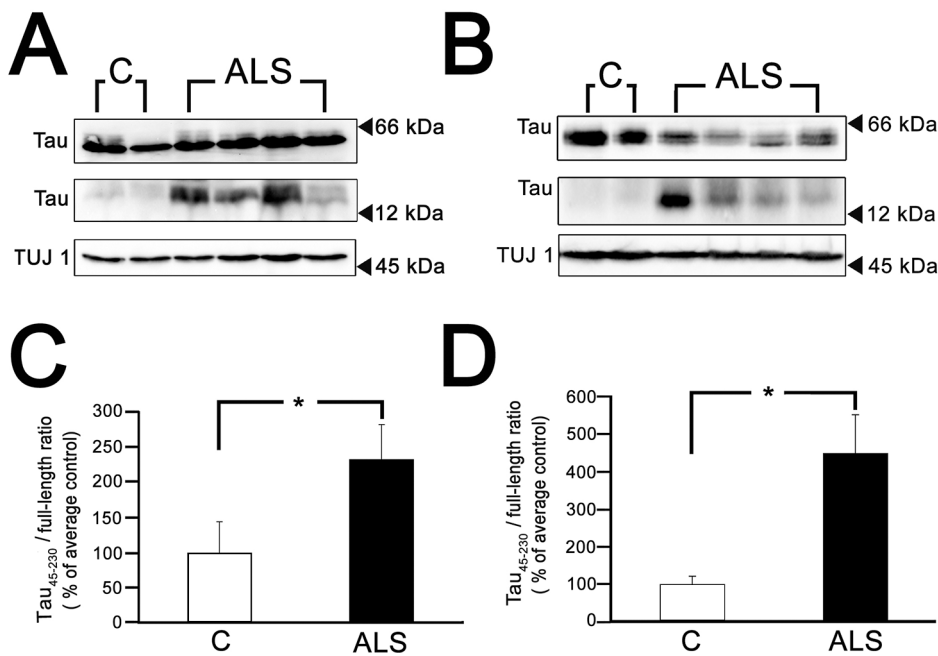 A
C ALS
Tau ◄66 kDa
Tau ◄12 kDa
TUJ 1 ◄45 kDa
B
C ALS
Tau ◄66 kDa
Tau ◄12 kDa
TUJ 1 ◄45 kDa
C
Tau45-230 / full-length ratio
( % of average control)
300
250
200
150
100
50
0
*
C ALS
D
Tau45-230 / full-length ratio
( % of average control)
600
500
400
300
200
100
0
*
C ALS